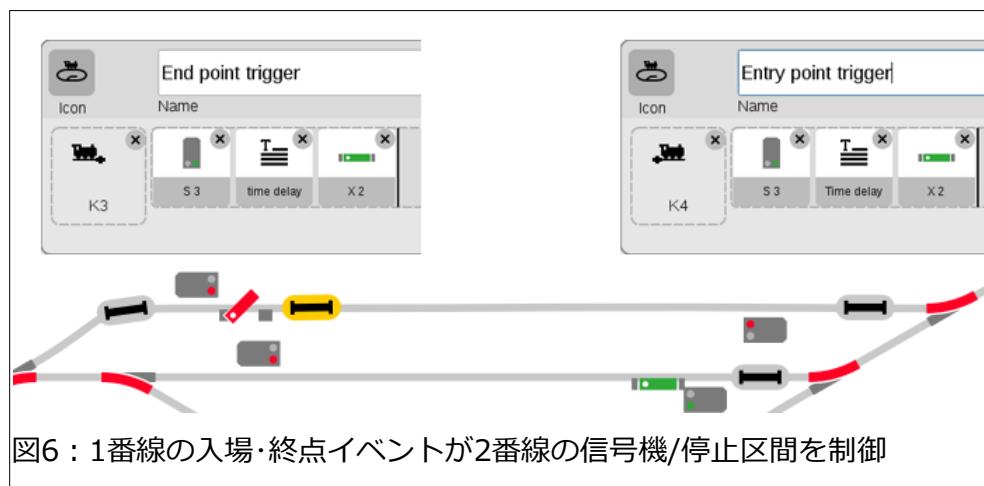 End point trigger
Icon
Name
K3
S 3
time delay
X 2
Entry point trigger
Icon
Name
K4
S 3
Time delay
X 2
図6：1番線の入場･終点イベントが2番線の信号機/停止区間を制御